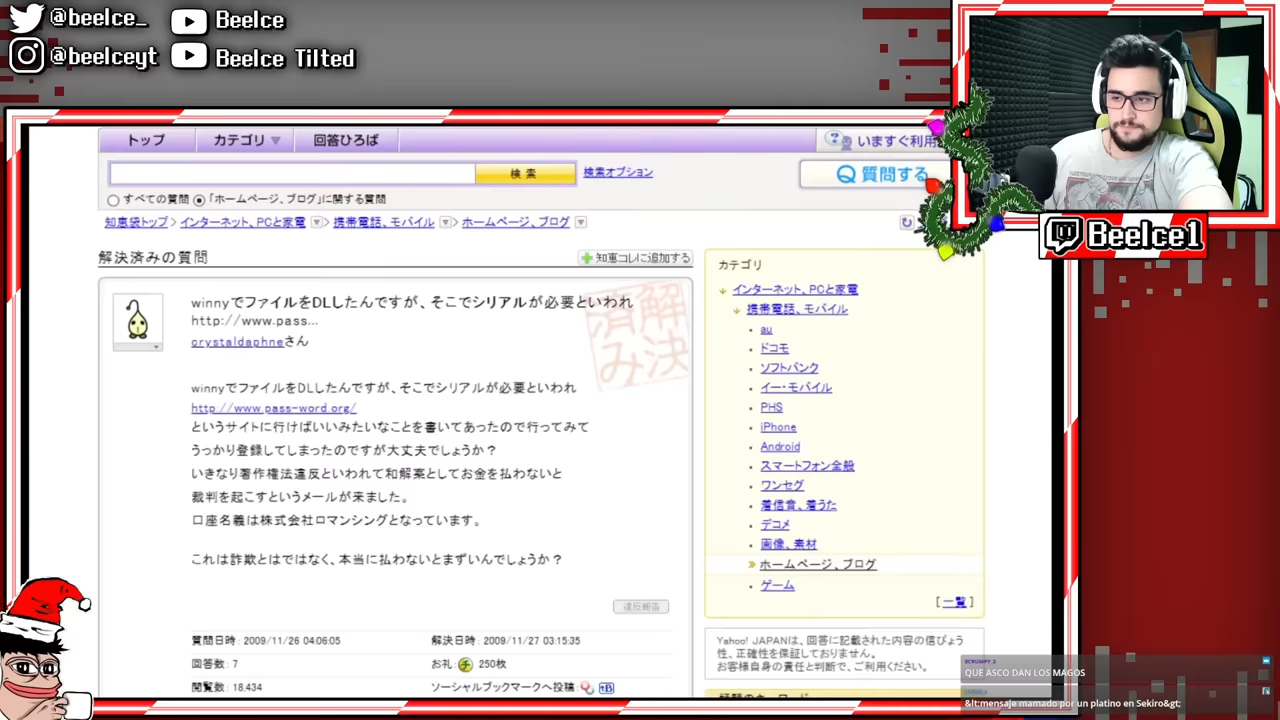 @beelce_
Beelce
@beelceyt
Beelce Tilted
トップ
カテゴリ
回答ひろば
いますぐ利用
検索
検索オプション
質問する
すべての質問
「ホームページ、ブログ」に関する質問
知恵袋トップ> インターネット、PCと家電 > 携帯電話、モバイル > ホームページ、ブログ
Beelce1
解決済みの質問
知恵コレに追加する
winnyでファイルをDLしたんですが、そこでシリアルが必要といわれ
http://www.pass...
crystaldaphneさん
解決済み
winnyでファイルをDLしたんですが、そこでシリアルが必要といわれ
http://www.pass-word.org/
というサイトに行けばいいみたいなことを書いてあったので行ってみて
うっかり登録してしまったのですが大丈夫でしょうか?
いきなり著作権法違反といわれて和解案としてお金を払わないと
裁判を起こすというメールが来ました。
口座名義は株式会社ロマンシングとなっています。
これは詐欺とはではなく、本当に払わないとまずいんでしょうか?
違反報告
質問日時: 2009/11/26 04:06:05
解決日時: 2009/11/27 03:15:35
回答数: 7
お礼: 250枚
閲覧数: 18,434
ソーシャルブックマークへ投稿:
カテゴリ
インターネット、PCと家電
携帯電話、モバイル
au
ドコモ
ソフトバンク
イー・モバイル
PHS
iPhone
Android
スマートフォン全般
ワンセグ
着信音、着うた
デコメ
画像、素材
ホームページ、ブログ
ゲーム
[一覧]
Yahoo! JAPANは、回答に記載された内容の信ぴょう
性、正確性を保証しておりません。
お客様自身の責任と判断で、ご利用ください。
QUE ASCO DAN LOS MAGOS
&lt;mensaje mamado por un platino en Sekiro&gt;